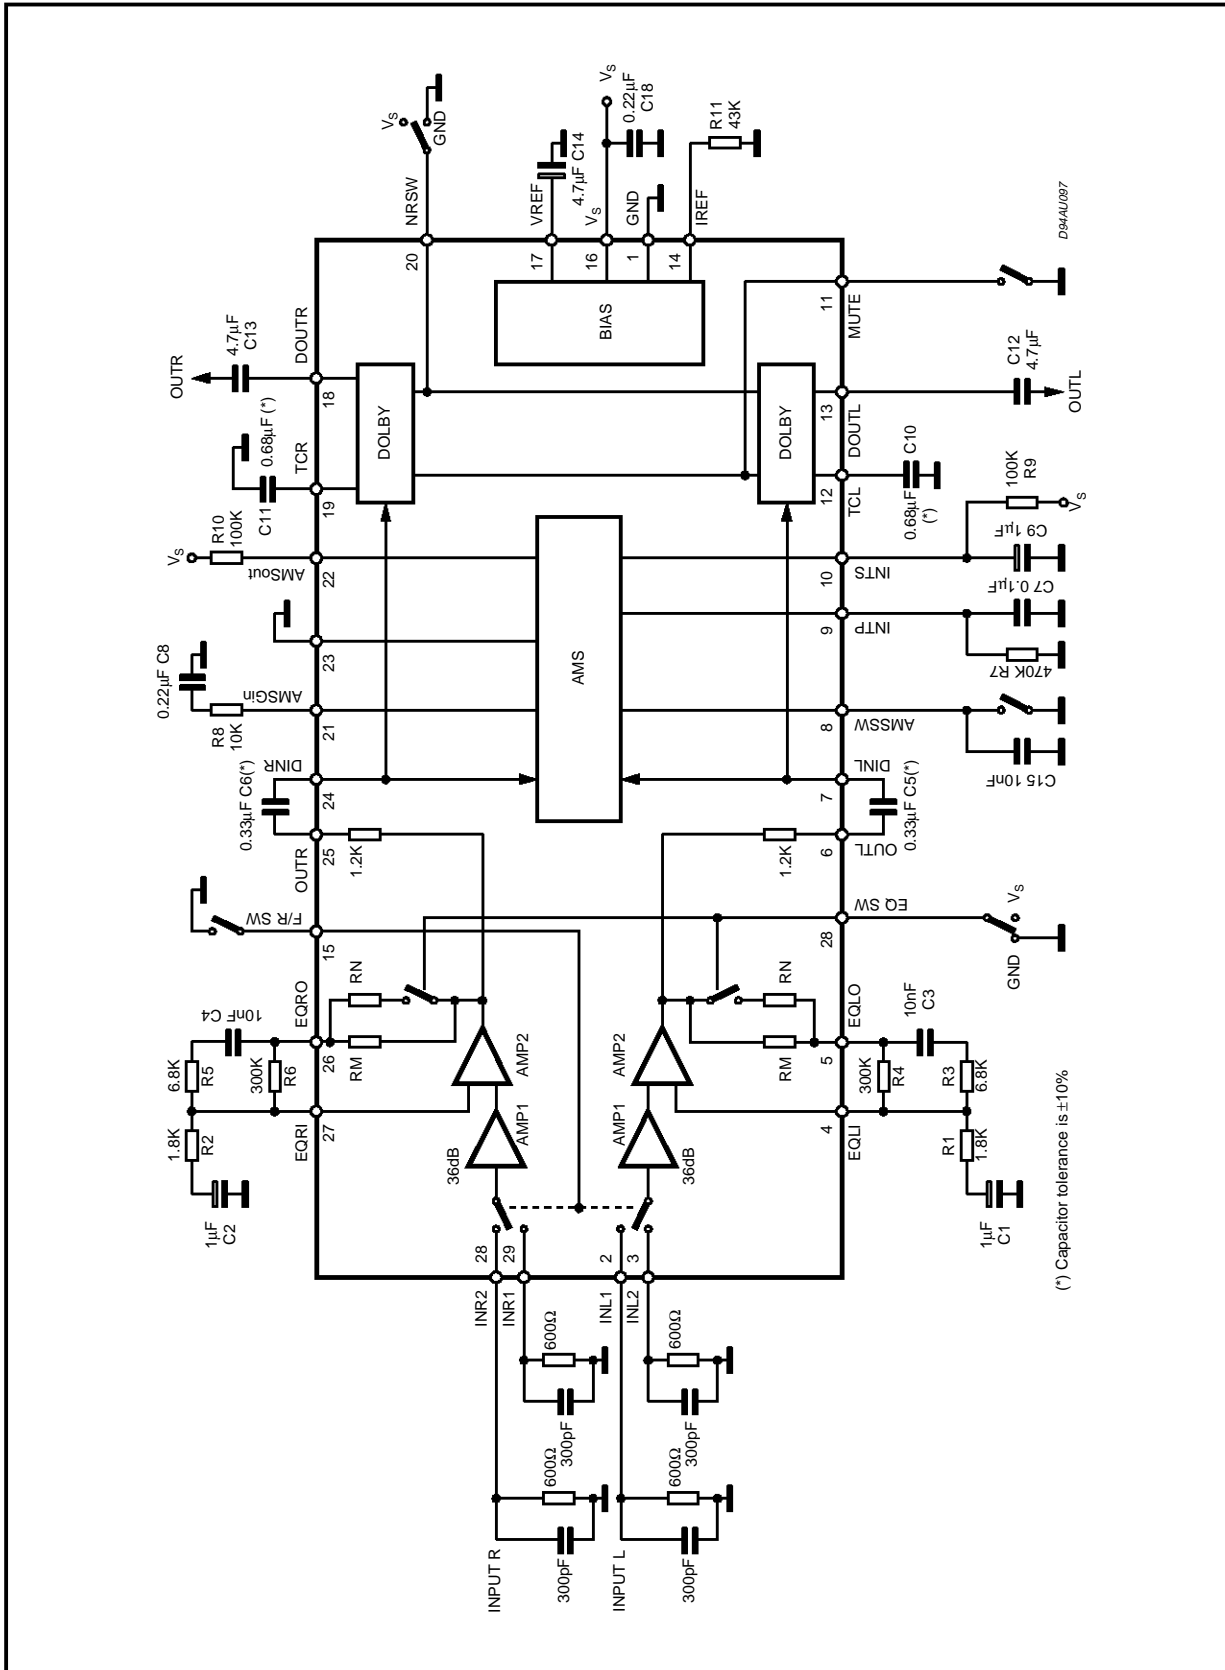 INPUT R
300pF
600Ω
300pF
600Ω
INPUT L
300pF
600Ω
300pF
600Ω
INR2
28
INR1
29
INL1
2
INL2
3
36dB
AMP1
AMP2
36dB
AMP1
AMP2
1µF
C2
1.8K
R2
6.8K
R5
10nF C4
300K
R6
EQRI
27
EQRO
26
RM
RN
F/R SW
15
OUTR
25
1.2K
0.33µF C6(*)
DINR
24
R8
10K
0.22µF C8
AMSGin
21
23
VS
R10
100K
AMSout
22
AMS
C11
0.68µF (*)
TCR
19
OUTR
4.7µF
C13
DOUTR
18
DOLBY
VS
GND
NRSW
20
VREF
17
4.7µF C14
VS
16
VS
0.22µF
C18
GND
1
IREF
14
R11
43K
BIAS
1µF
C1
R1
1.8K
R3
6.8K
10nF
C3
300K
R4
EQLI
4
EQLO
5
RM
RN
EQ SW
28
GND
VS
OUTL
6
1.2K
0.33µF C5(*)
DINL
7
AMSSW
8
C15 10nF
INTP
9
470K R7
C7 0.1µF
INTS
10
C9 1µF
100K
R9
VS
TCL
12
0.68µF
(*)
C10
DOUTL
13
DOLBY
C12
4.7µF
OUTL
MUTE
11
(*) Capacitor tolerance is ±10%
D94AU097